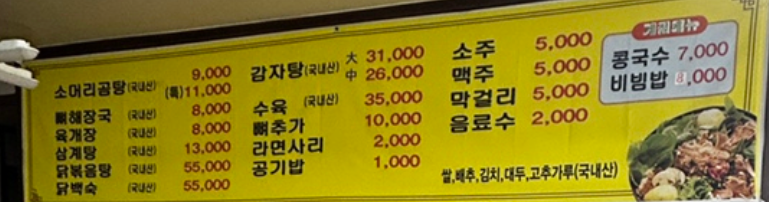 소머리곰탕(국내산) 9,000
(특)11,000
뼈해장국 (국내산) 8,000
육개장 (국내산) 8,000
삼계탕 (국내산) 13,000
닭볶음탕 (국내산) 55,000
닭백숙 (국내산) 55,000
감자탕(국내산) 大 31,000
中 26,000
수육 (국내산) 35,000
뼈추가 10,000
라면사리 2,000
공기밥 1,000
소주 5,000
맥주 5,000
막걸리 5,000
음료수 2,000
쌀,배추,김치,대두,고추가루(국내산)
계절메뉴
콩국수 7,000
비빔밥 8,000